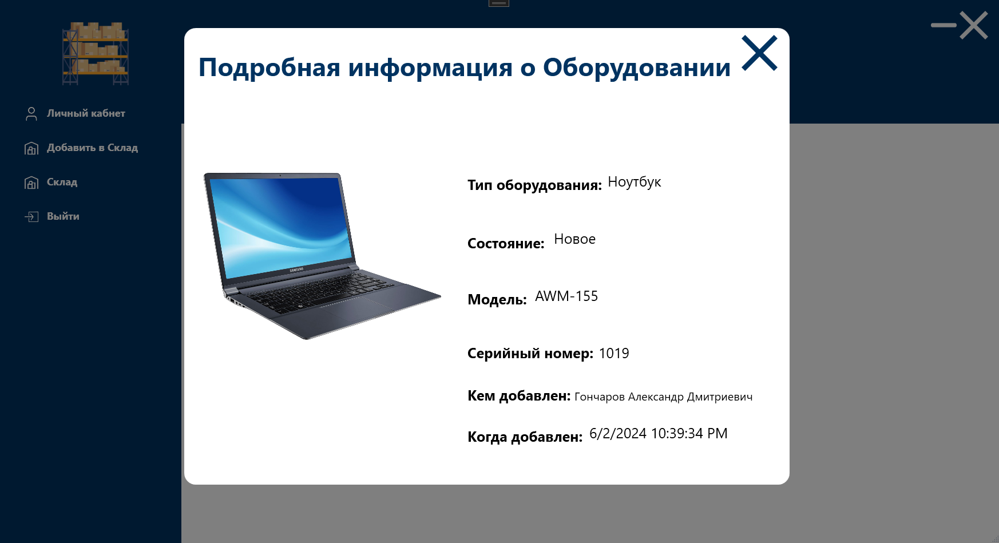 Подробная информация о Оборудовании
Личный кабнет
Добавить в Склад
Склад
Выйти
SAMSUNG
Тип оборудования: Ноутбук
Состояние: Новое
Модель: AWM-155
Серийный номер: 1019
Кем добавлен: Гончаров Александр Дмитриевич
Когда добавлен: 6/2/2024 10:39:34 PM